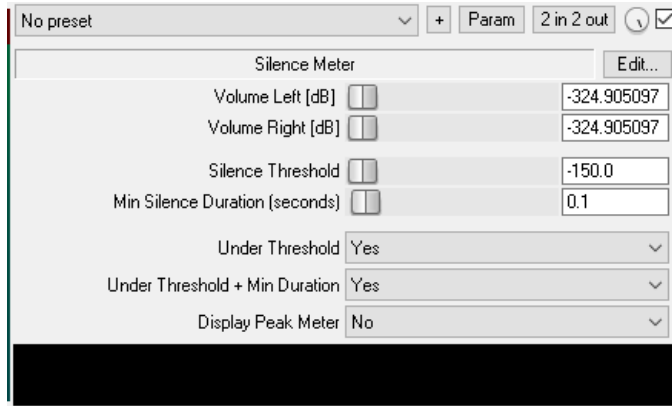 No preset + Param 2 in 2 out
Silence Meter Edit...
Volume Left [dB] -324.905097
Volume Right [dB] -324.905097
Silence Threshold -150.0
Min Silence Duration (seconds) 0.1
Under Threshold Yes
Under Threshold + Min Duration Yes
Display Peak Meter No